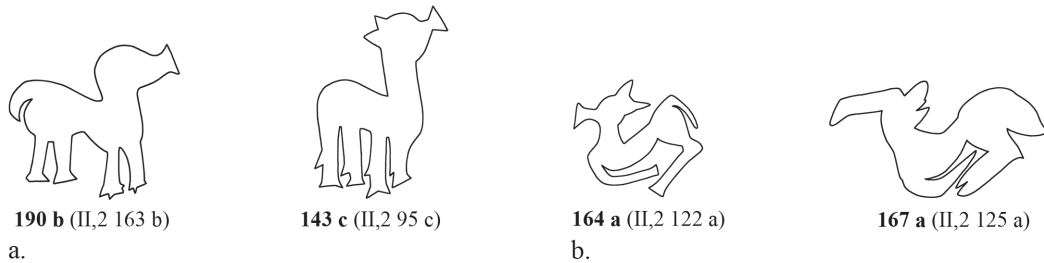 190 b (II,2 163 b)
143 c (II,2 95 c)
164 a (II,2 122 a)
167 a (II,2 125 a)
a.
b.